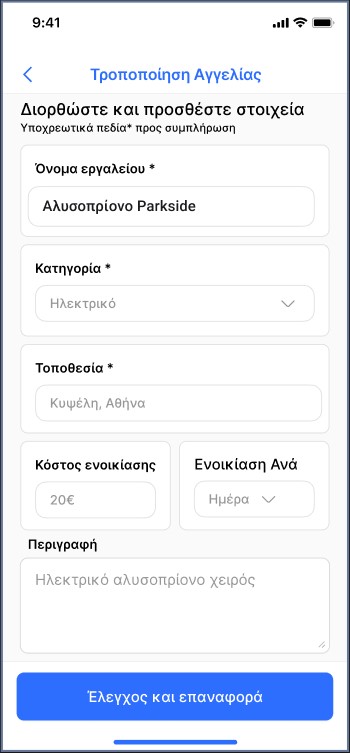 9:41
Τροποποίηση Αγγελίας
Διορθώστε και προσθέστε στοιχεία
Υποχρεωτικά πεδία* προς συμπλήρωση
Όνομα εργαλείου *
Αλυσοπρίονο Parkside
Κατηγορία *
Ηλεκτρικό
Τοποθεσία *
Κυψέλη, Αθήνα
Κόστος ενοικίασης
20€
Ενοικίαση Ανά
Ημέρα
Περιγραφή
Ηλεκτρικό αλυσοπρίονο χειρός
Έλεγχος και επαναφορά